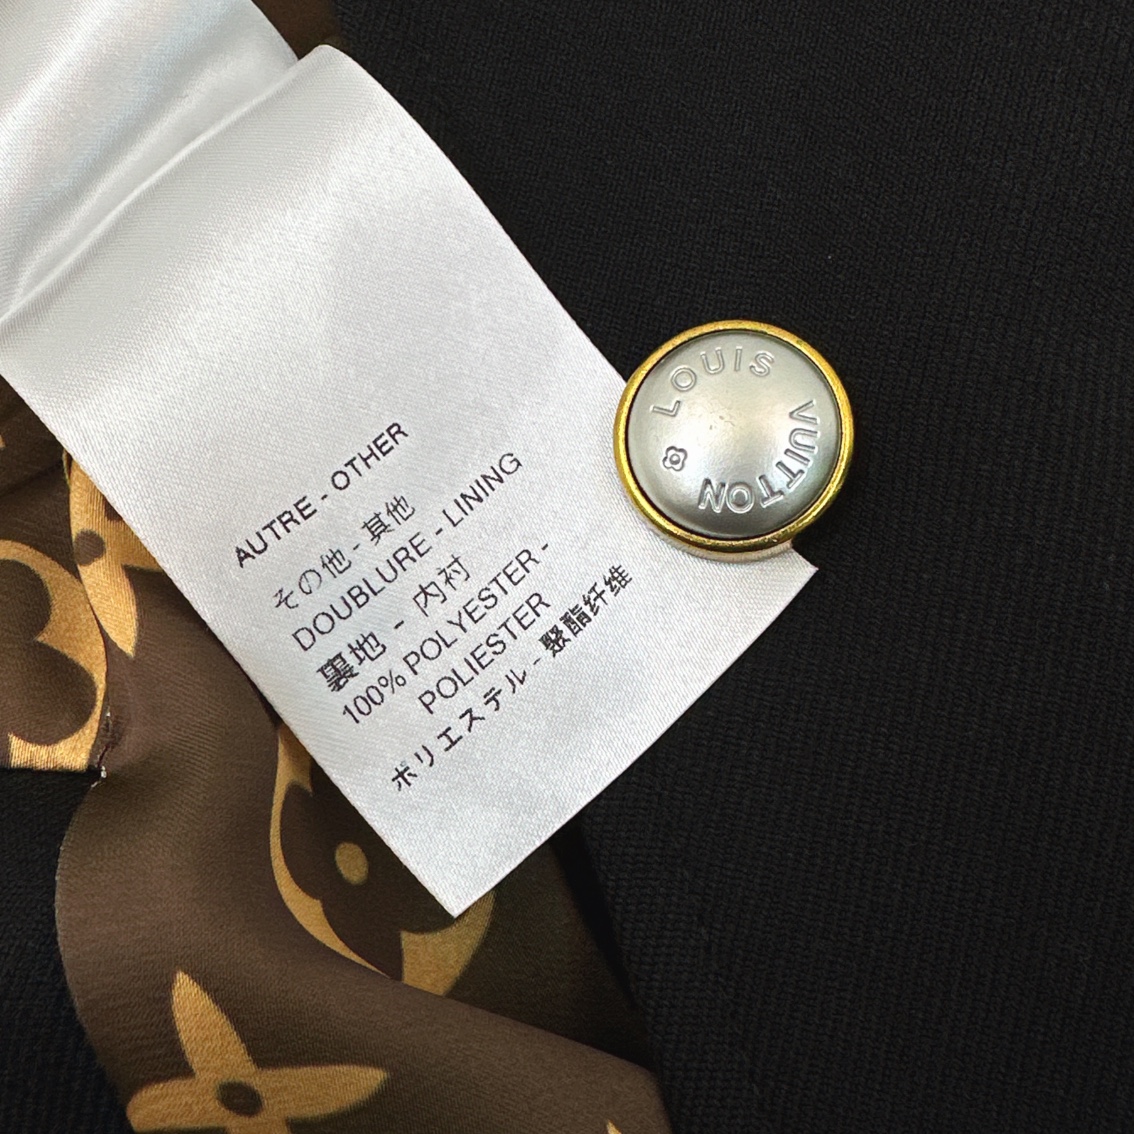 AUTRE - OTHER
その他 - 其他
DOUBLURE - LINING
裏地 - 内衬
100% POLYESTER -
POLIESTER
ポリエステル - 聚酯纤维
LOUIS VUITTON